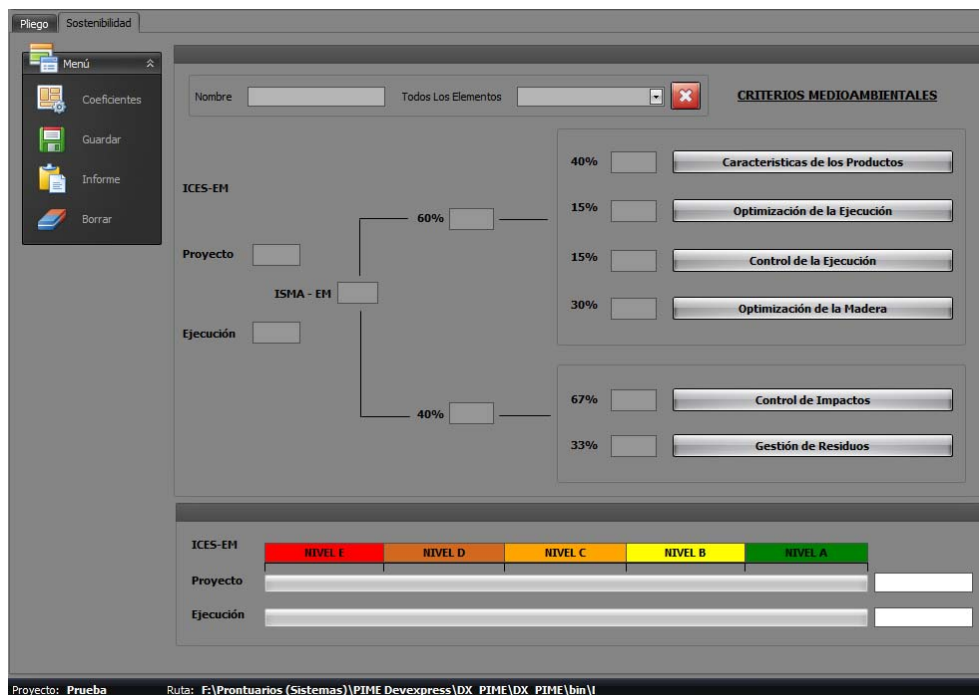 Pliego Sostenibilidad
Menú
Coeficientes
Guardar
Informe
Borrar
Nombre Todos Los Elementos CRITERIOS MEDIOAMBIENTALES
40% Caracteristicas de los Productos
ICES-EM
60% 15% Optimización de la Ejecución
Proyecto 15% Control de la Ejecución
ISMA - EM
30% Optimización de la Madera
Ejecución
67% Control de Impactos
40%
33% Gestión de Residuos
ICES-EM NIVEL E NIVEL D NIVEL C NIVEL B NIVEL A
Proyecto
Ejecución
Proyecto: Prueba Ruta: F:\Prontuarios (Sistemas)\PIME Devexpress\DX_PIME\DX_PIME\bin\